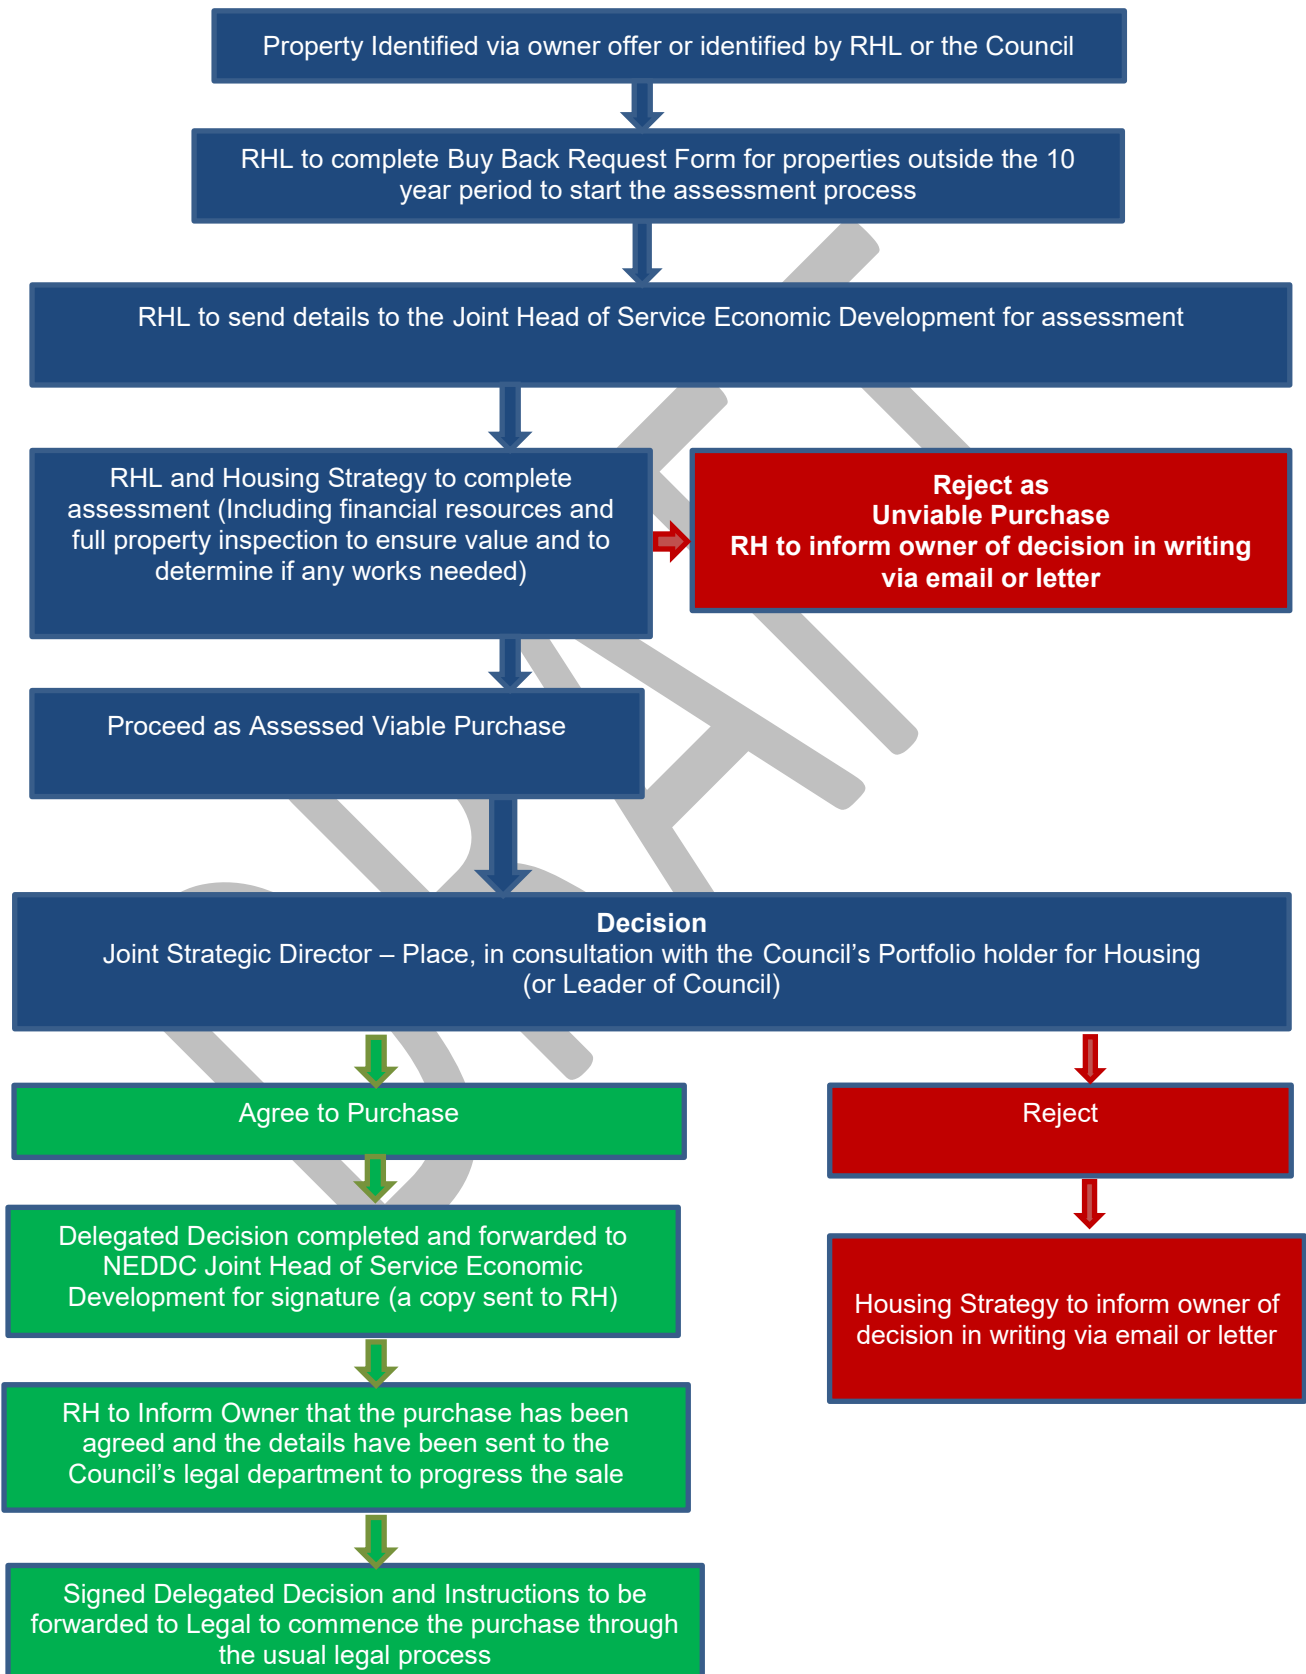 Property Identified via owner offer or identified by RHL or the Council
RHL to complete Buy Back Request Form for properties outside the 10
year period to start the assessment process
RHL to send details to the Joint Head of Service Economic Development for assessment
RHL and Housing Strategy to complete
assessment (Including financial resources and
full property inspection to ensure value and to
determine if any works needed)
Reject as
Unviable Purchase
RH to inform owner of decision in writing
via email or letter
Proceed as Assessed Viable Purchase
Decision
Joint Strategic Director – Place, in consultation with the Council’s Portfolio holder for Housing
(or Leader of Council)
Agree to Purchase
Reject
Delegated Decision completed and forwarded to
NEDDC Joint Head of Service Economic
Development for signature (a copy sent to RH)
Housing Strategy to inform owner of
decision in writing via email or letter
RH to Inform Owner that the purchase has been
agreed and the details have been sent to the
Council’s legal department to progress the sale
Signed Delegated Decision and Instructions to be
forwarded to Legal to commence the purchase through
the usual legal process
DRAFT